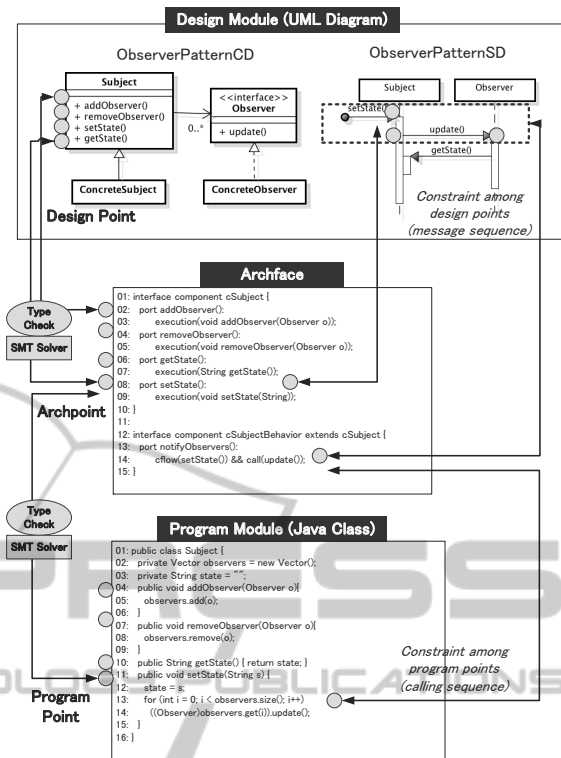 Design Module (UML Diagram)
ObserverPatternCD
ObserverPatternSD
Subject
+ addObserver()
+ removeObserver()
+ setState()
+ getState()
0..*
<<interface>>
Observer
+ update()
ConcreteSubject
ConcreteObserver
Design Point
Subject
Observer
setState()
update()
getState()
Constraint among
design points
(message sequence)
Archface
01: interface component cSubject {
02: port addObserver():
03: execution(void addObserver(Observer o));
04: port removeObserver():
05: execution(void removeObserver(Observer o));
06: port getState():
07: execution(String getState());
08: port setState():
09: execution(void setState(String));
10: }
11:
12: interface component cSubjectBehavior extends cSubject {
13: port notifyObservers():
14: cflow(setState()) && call(update());
15: }
Type
Check
SMT Solver
Archpoint
Type
Check
SMT Solver
Program Module (Java Class)
01: public class Subject {
02: private Vector observers = new Vector();
03: private String state = "";
04: public void addObserver(Observer o){
05: observers.add(o);
06: }
07: public void removeObserver(Observer o){
08: observers.remove(o);
09: }
10: public String getState() { return state; }
11: public void setState(String s) {
12: state = s;
13: for (int i = 0; i < observers.size(); i++)
14: ((Observer)observers.get(i)).update();
15: }
16: }
Program
Point
Constraint among
program points
(calling sequence)
PRESS
PUBLICATIONS